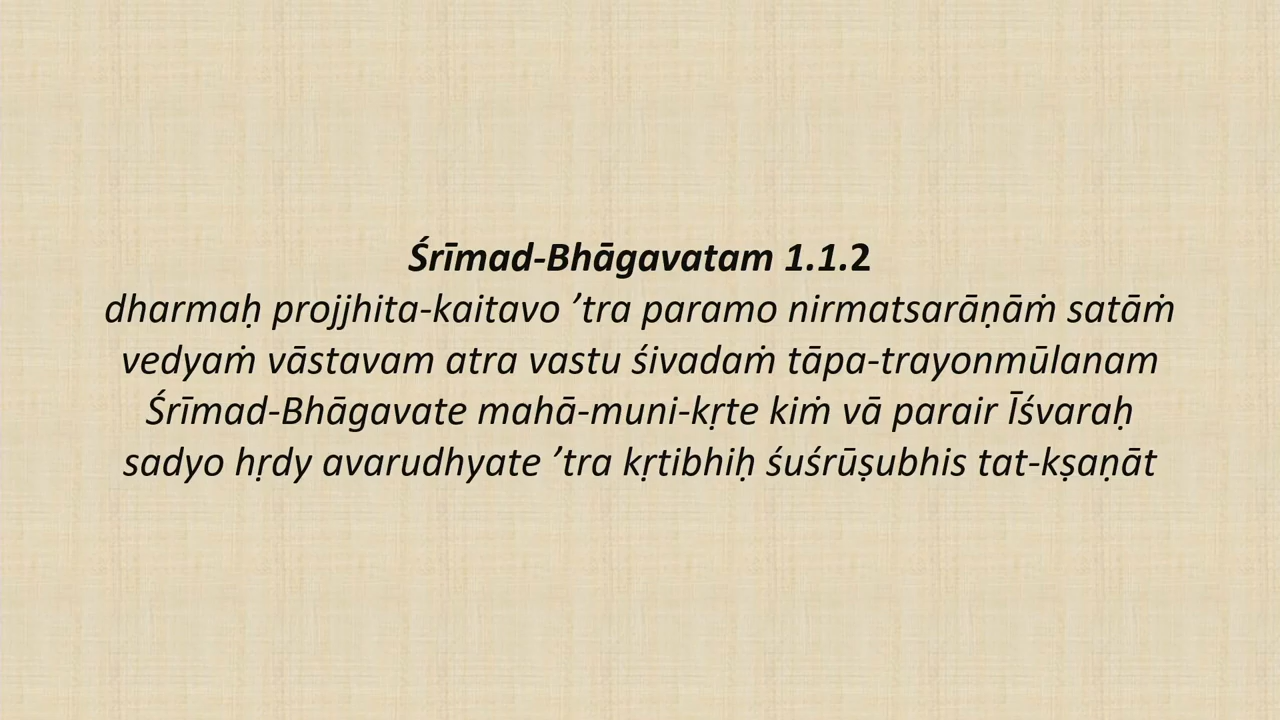 Śrīmad-Bhāgavatam 1.1.2
dharmaḥ projjhita-kaitavo ’tra paramo nirmatsarāṇāṁ satāṁ
vedyaṁ vāstavam atra vastu śivadaṁ tāpa-trayonmūlanam
Śrīmad-Bhāgavate mahā-muni-kṛte kiṁ vā parair Īśvaraḥ
sadyo hṛdy avarudhyate ’tra kṛtibhiḥ śuśrūṣubhis tat-kṣaṇāt